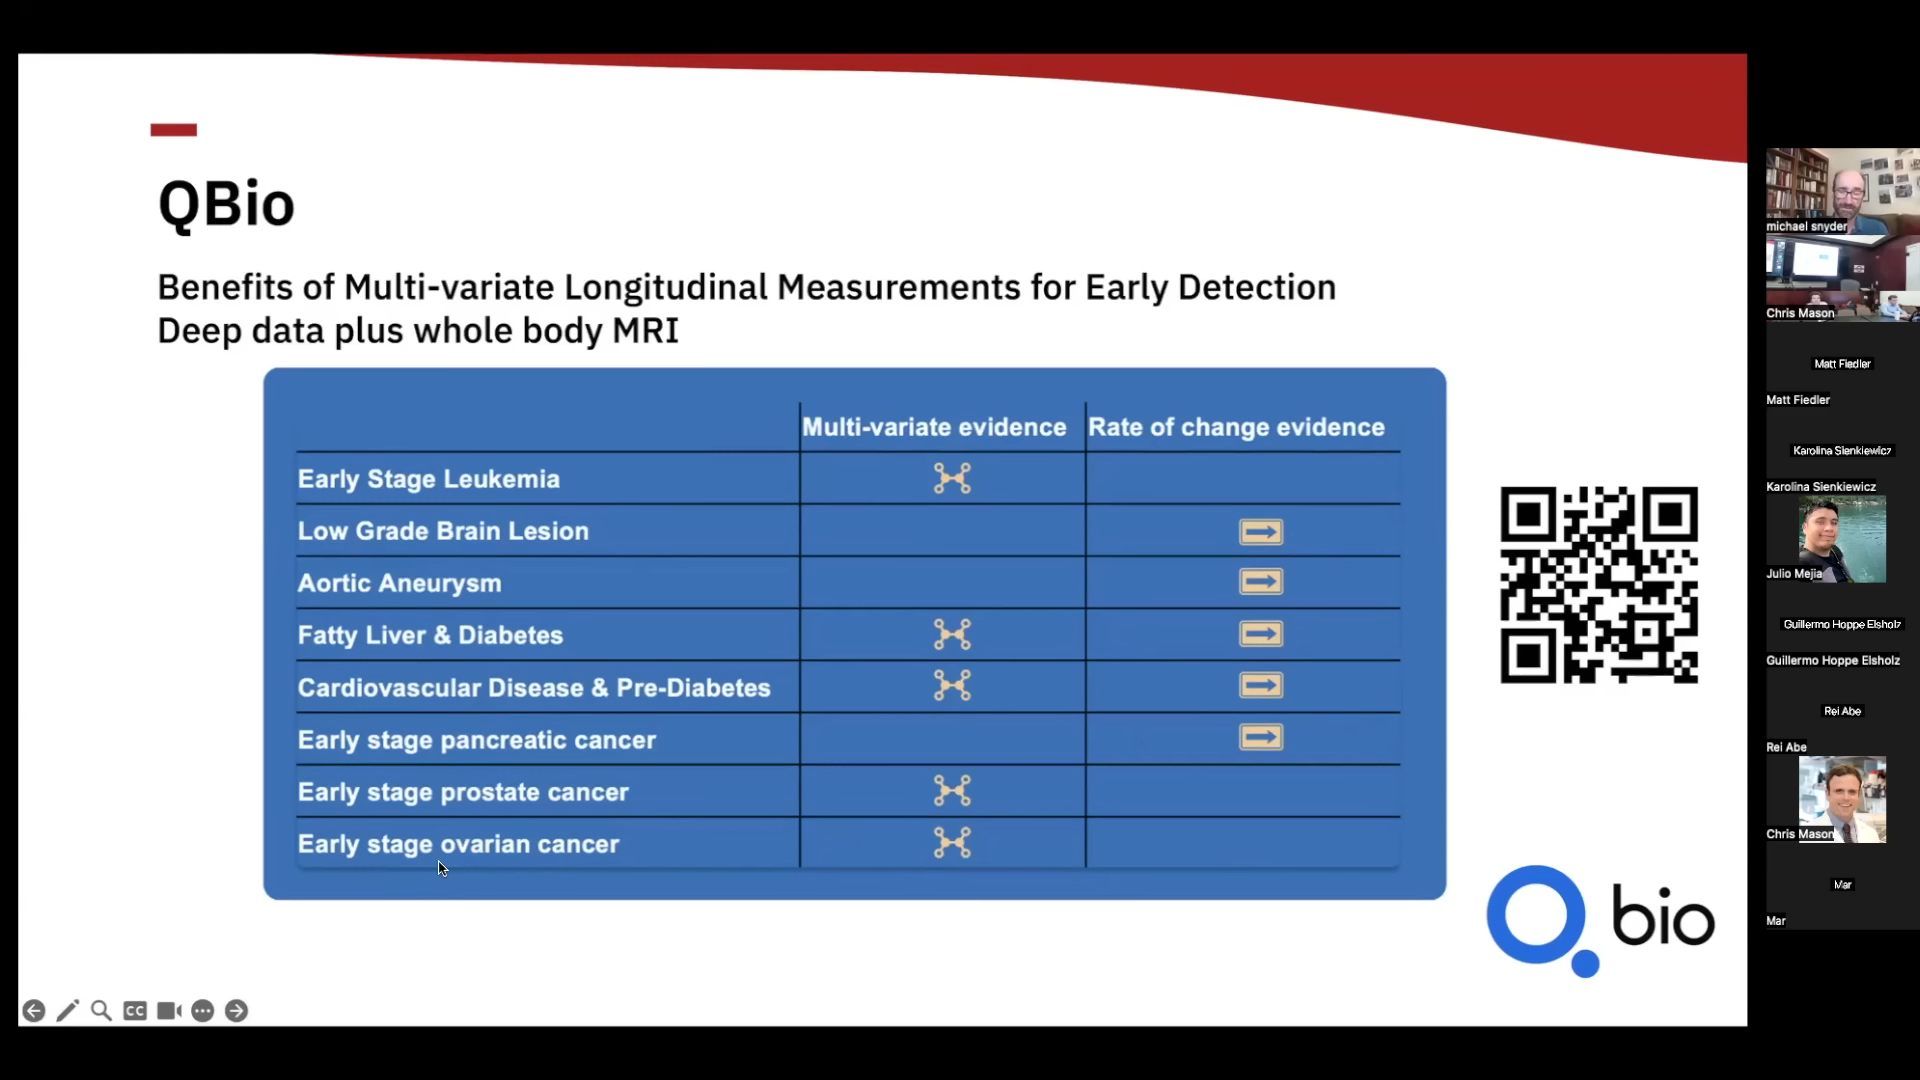 QBio
Benefits of Multi-variate Longitudinal Measurements for Early Detection
Deep data plus whole body MRI
Multi-variate evidence Rate of change evidence
Early Stage Leukemia
Low Grade Brain Lesion
Aortic Aneurysm
Fatty Liver & Diabetes
Cardiovascular Disease & Pre-Diabetes
Early stage pancreatic cancer
Early stage prostate cancer
Early stage ovarian cancer
bio
CC
michael snyder
Chris Mason
Matt Fiedler
Matt Fiedler
Karolina Sienkiewicz
Karolina Sienkiewicz
Julio Mejia
Guillermo Hoppe Elsholz
Guillermo Hoppe Elsholz
Rei Abe
Rei Abe
Chris Mason
Mar
Mar